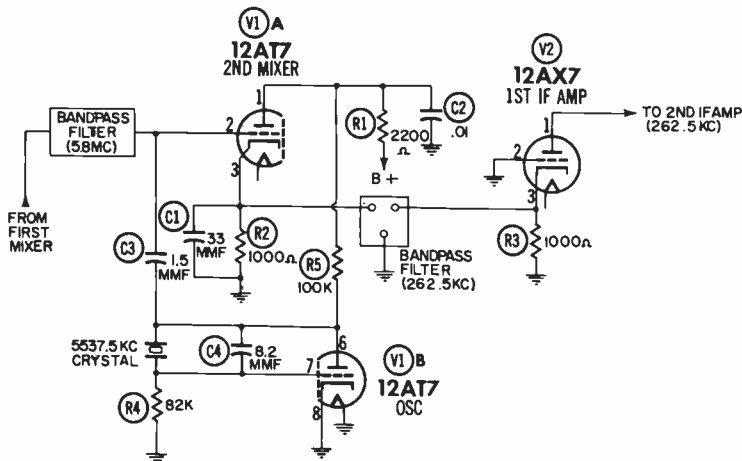 V1 A
12AT7
2ND MIXER
V2
12AX7
1ST IF AMP
1
2
3
BANDPASS
FILTER
(5.8MC)
FROM
FIRST
MIXER
R1
2200
Ω
B+
C2
.01
1
2
3
TO 2ND IF AMP
(262.5KC)
C1
33
MMF
R2
1000Ω
R5
100K
BANDPASS
FILTER
(262.5KC)
R3
1000Ω
C3
1.5
MMF
5537.5KC
CRYSTAL
C4
8.2
MMF
R4
82K
6
7
8
V1 B
12AT7
OSC